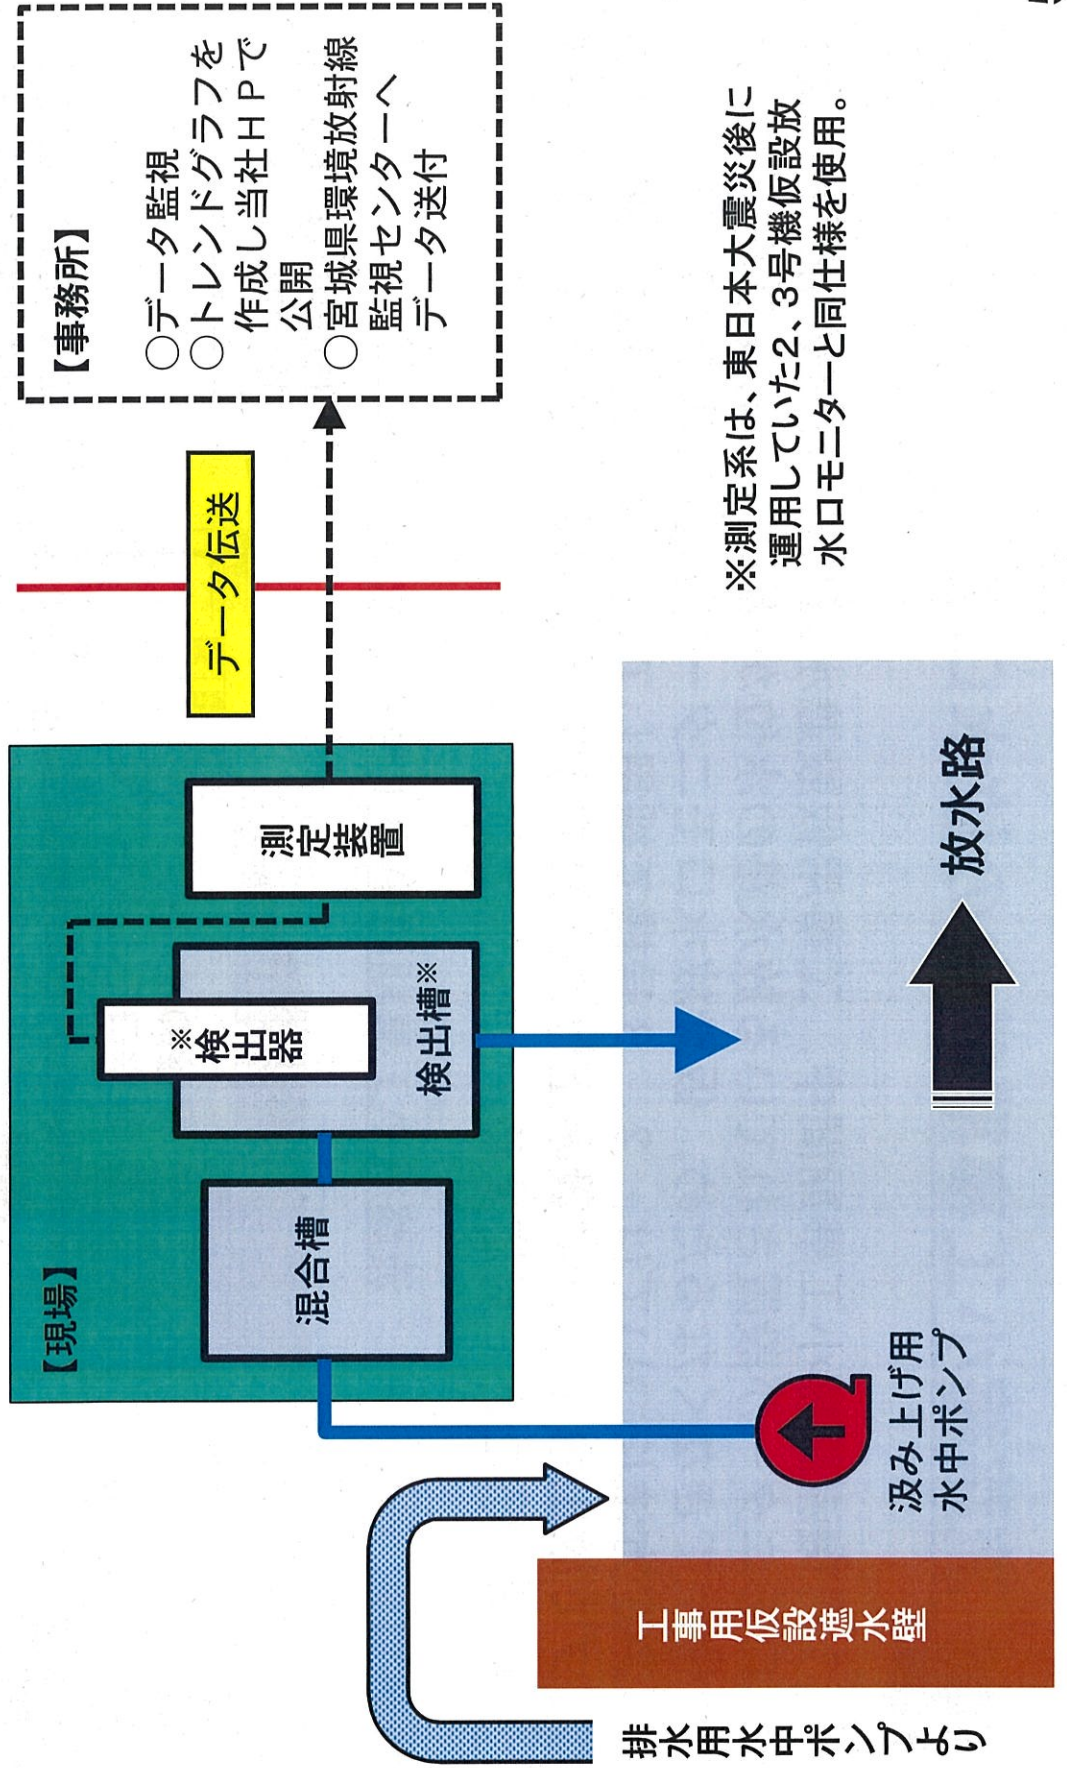 【現場】
混合槽
※
検出器
検出槽※
測定装置
データ伝送
【事務所】
○データ監視
○トレンドグラフを
作成し当社HPで
公開
○宮城県環境放射線
監視センターへ
データ送付
排水用水中ポンプより
工事用仮設遮水壁
汲み上げ用
水中ポンプ
放水路
※測定系は、東日本大震災後に
運用していた2、3号機仮設放
水口モニターと同仕様を使用。